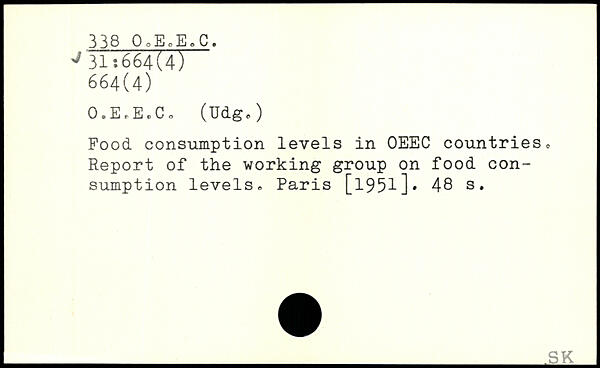 338 O.E.E.C.
31:664(4)
664(4)
O.E.E.C. (Udg.)
Food consumption levels in OEEC countries.
Report of the working group on food con-
sumption levels. Paris [1951]. 48 s.
SK